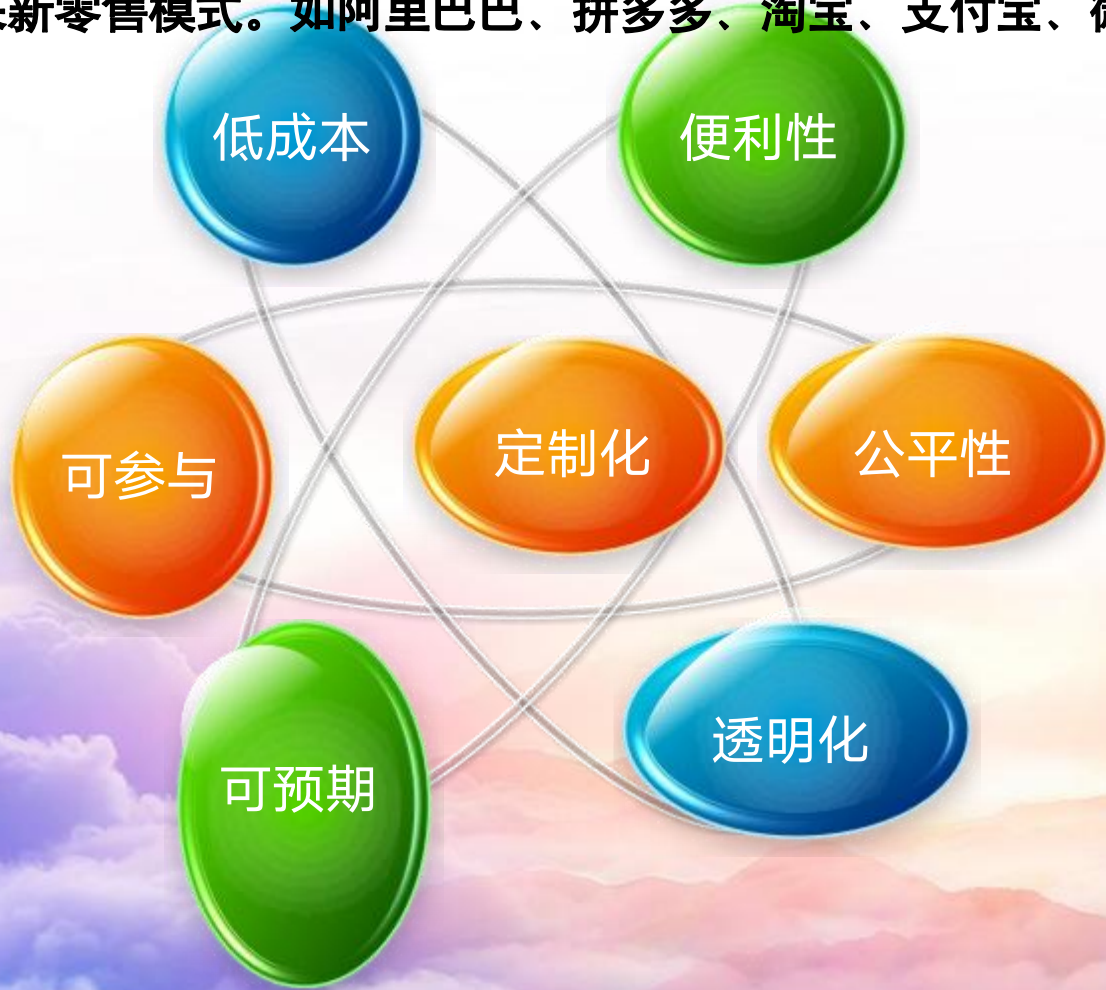 新零售模式。如阿里巴巴、拼多多、淘宝、支付宝、
低成本
便利性
可参与
定制化
公平性
可预期
透明化